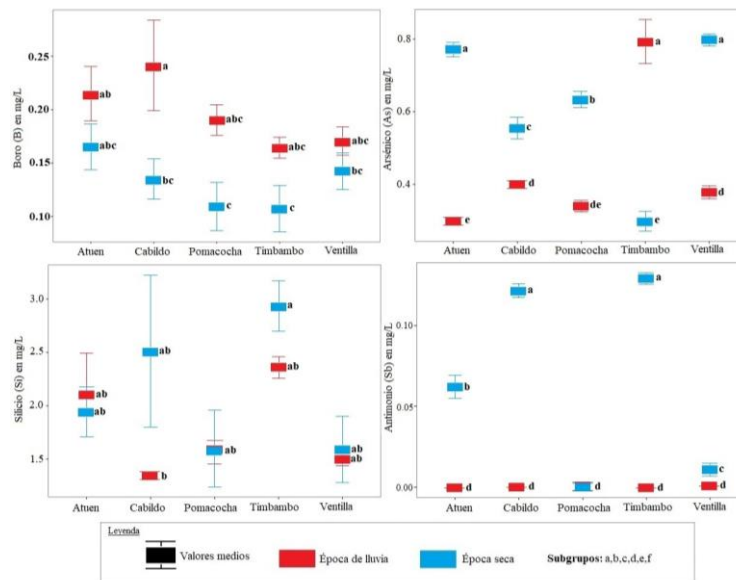 Boro (B) en mg/L
0.25
0.20
0.15
0.10
ab
abc
a
bc
abc
c
abc
c
abc
bc
Atuen Cabildo Pomacocha Timbambo Ventilla
Arsénico (As) en mg/L
0.8
0.6
0.4
a
e
c
d
b
de
a
e
a
d
Atuen Cabildo Pomacocha Timbambo Ventilla
Silicio (Si) en mg/L
3.0
2.5
2.0
1.5
ab
ab
ab
b
ab
a
ab
ab
ab
Atuen Cabildo Pomacocha Timbambo Ventilla
Antimonio (Sb) en mg/L
0.10
0.05
0.00
b
d
a
d
d
a
d
c
d
Atuen Cabildo Pomacocha Timbambo Ventilla
Leyenda
Valores medios Época de lluvia Época seca Subgrupos: a,b,c,d,e,f